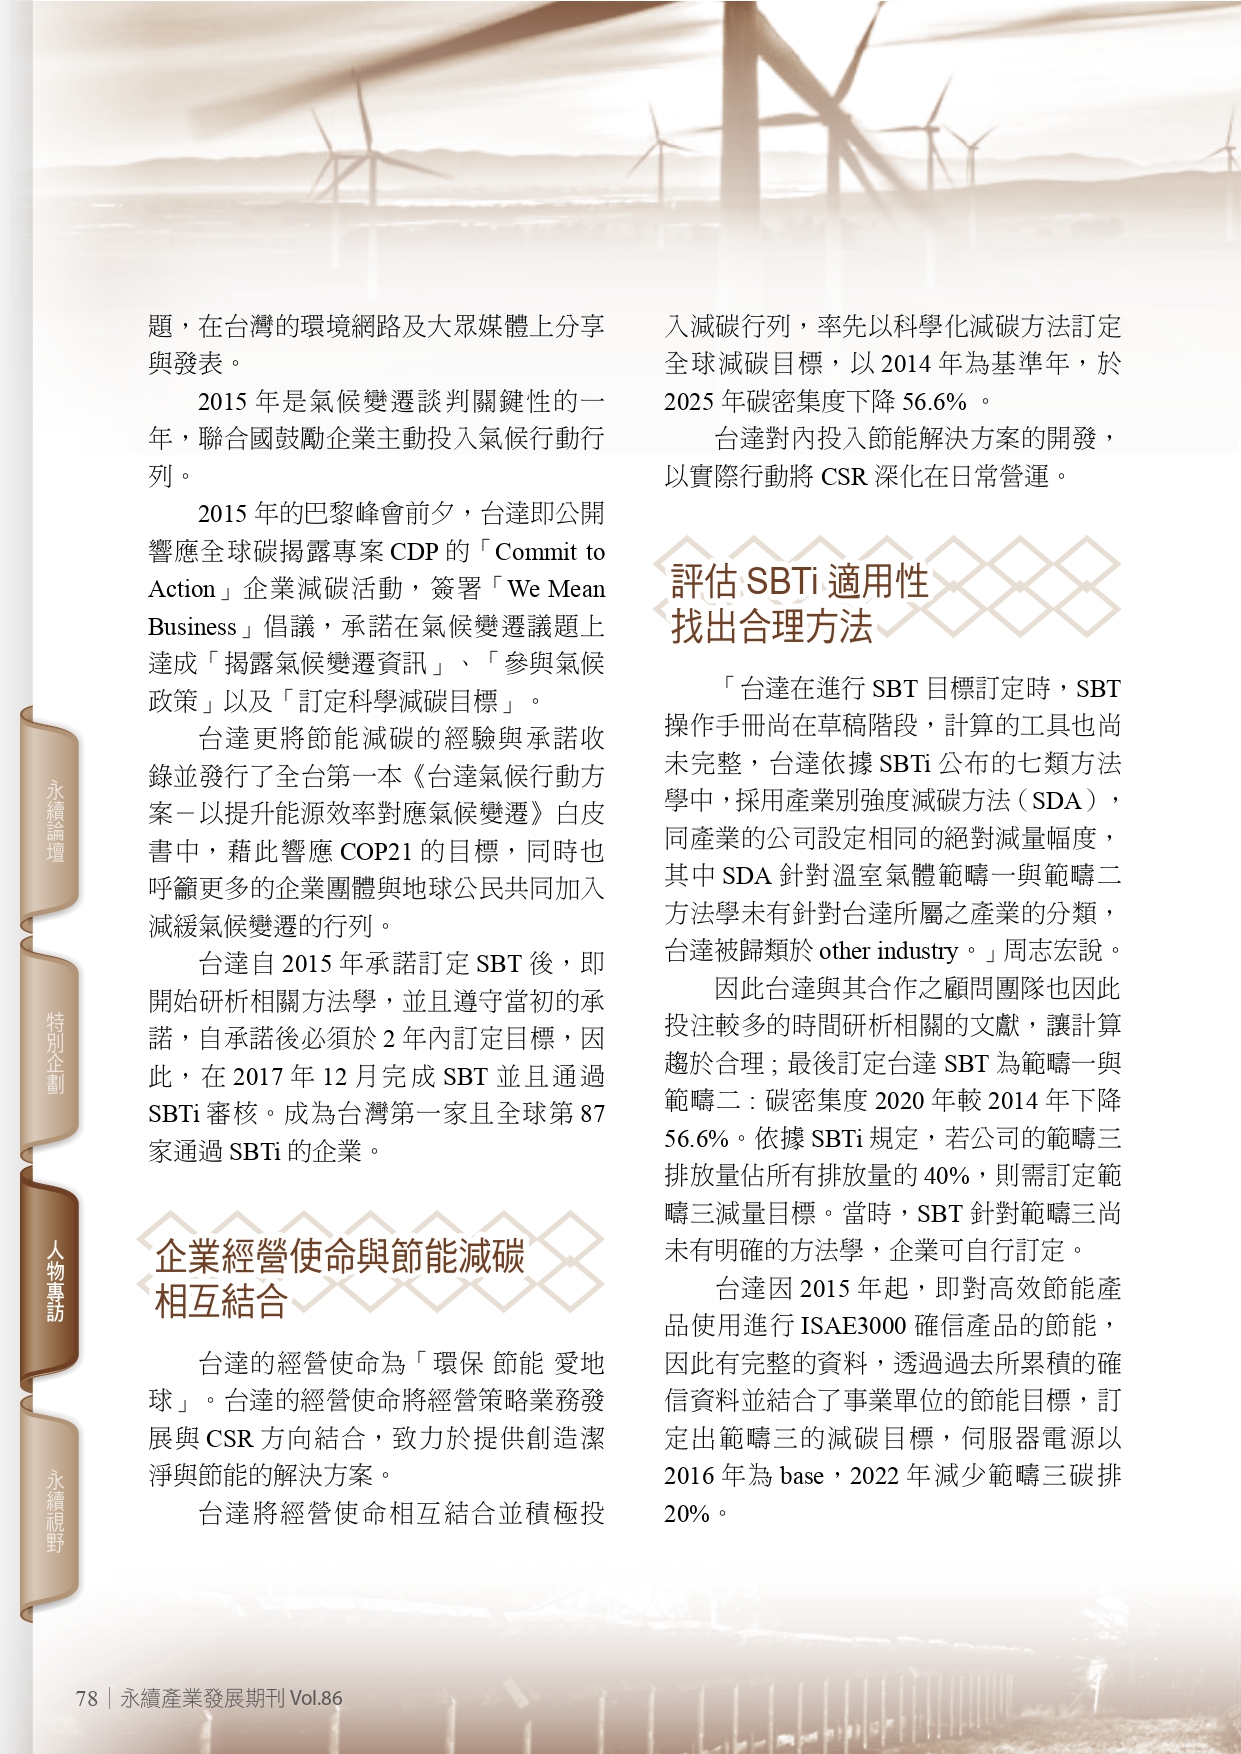 題，在台灣的環境網路及大眾媒體上分享
與發表。
2015 年是氣候變遷談判關鍵性的一
年，聯合國鼓勵企業主動投入氣候行動行
列。
2015 年的巴黎峰會前夕，台達即公開
響應全球碳揭露專案 CDP 的「Commit to
Action」企業減碳活動，簽署「We Mean
Business」倡議，承諾在氣候變遷議題上
達成「揭露氣候變遷資訊」、「參與氣候
政策」以及「訂定科學減碳目標」。
台達更將節能減碳的經驗與承諾收
錄並發行了全台第一本《台達氣候行動方
案－以提升能源效率對應氣候變遷》白皮
書中，藉此響應 COP21 的目標，同時也
呼籲更多的企業團體與地球公民共同加入
減緩氣候變遷的行列。
台達自 2015 年承諾訂定 SBT 後，即
開始研析相關方法學，並且遵守當初的承
諾，自承諾後必須於 2 年內訂定目標，因
此，在 2017 年 12 月完成 SBT 並且通過
SBTi 審核。成為台灣第一家且全球第 87
家通過 SBTi 的企業。
企業經營使命與節能減碳
相互結合
台達的經營使命為「環保 節能 愛地
球」。台達的經營使命將經營策略業務發
展與 CSR 方向結合，致力於提供創造潔
淨與節能的解決方案。
台達將經營使命相互結合並積極投
入減碳行列，率先以科學化減碳方法訂定
全球減碳目標，以 2014 年為基準年，於
2025 年碳密集度下降 56.6% 。
台達對內投入節能解決方案的開發，
以實際行動將 CSR 深化在日常營運。
評估 SBTi 適用性
找出合理方法
「台達在進行 SBT 目標訂定時，SBT
操作手冊尚在草稿階段，計算的工具也尚
未完整，台達依據 SBTi 公布的七類方法
學中，採用產業別強度減碳方法（SDA），
同產業的公司設定相同的絕對減量幅度，
其中 SDA 針對溫室氣體範疇一與範疇二
方法學未有針對台達所屬之產業的分類，
台達被歸類於 other industry。」周志宏說。
因此台達與其合作之顧問團隊也因此
投注較多的時間研析相關的文獻，讓計算
趨於合理；最後訂定台達 SBT 為範疇一與
範疇二：碳密集度 2020 年較 2014 年下降
56.6%。依據 SBTi 規定，若公司的範疇三
排放量佔所有排放量的 40%，則需訂定範
疇三減量目標。當時，SBT 針對範疇三尚
未有明確的方法學，企業可自行訂定。
台達因 2015 年起，即對高效節能產
品使用進行 ISAE3000 確信產品的節能，
因此有完整的資料，透過過去所累積的確
信資料並結合了事業單位的節能目標，訂
定出範疇三的減碳目標，伺服器電源以
2016 年為 base，2022 年減少範疇三碳排
20%。
永續論壇
特別企劃
人物專訪
永續視野
78｜永續產業發展期刊 Vol.86